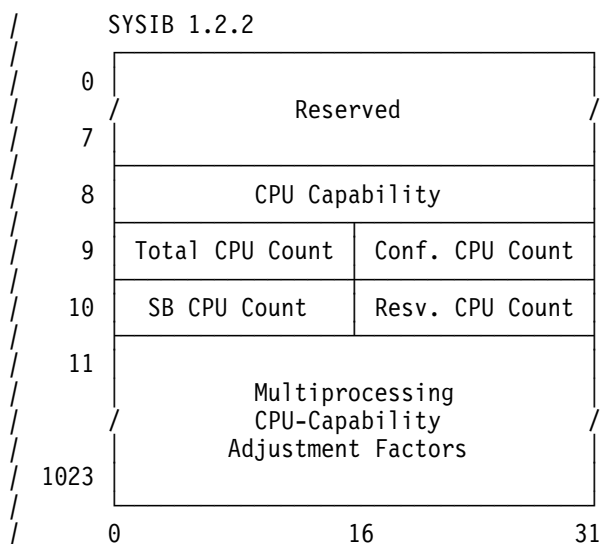 SYSIB 1.2.2
0
/ Reserved /
7
8 CPU Capability
9 Total CPU Count Conf. CPU Count
10 SB CPU Count Resv. CPU Count
11
Multiprocessing
/ CPU-Capability /
Adjustment Factors
1023
0 16 31